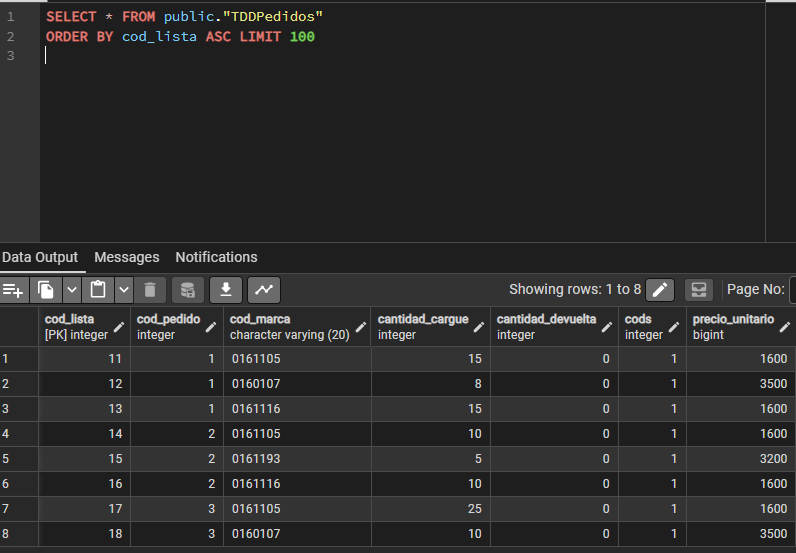 1 SELECT * FROM public."TDDPedidos"
2 ORDER BY cod_lista ASC LIMIT 100
3
Data Output Messages Notifications
Showing rows: 1 to 8 Page No:
cod_lista cod_pedido cod_marca cantidad_cargue cantidad_devuelta cods precio_unitario
[PK] integer integer character varying (20) integer integer integer bigint
1 11 1 0161105 15 0 1 1600
2 12 1 0160107 8 0 1 3500
3 13 1 0161116 15 0 1 1600
4 14 2 0161105 10 0 1 1600
5 15 2 0161193 5 0 1 3200
6 16 2 0161116 10 0 1 1600
7 17 3 0161105 25 0 1 1600
8 18 3 0160107 10 0 1 3500